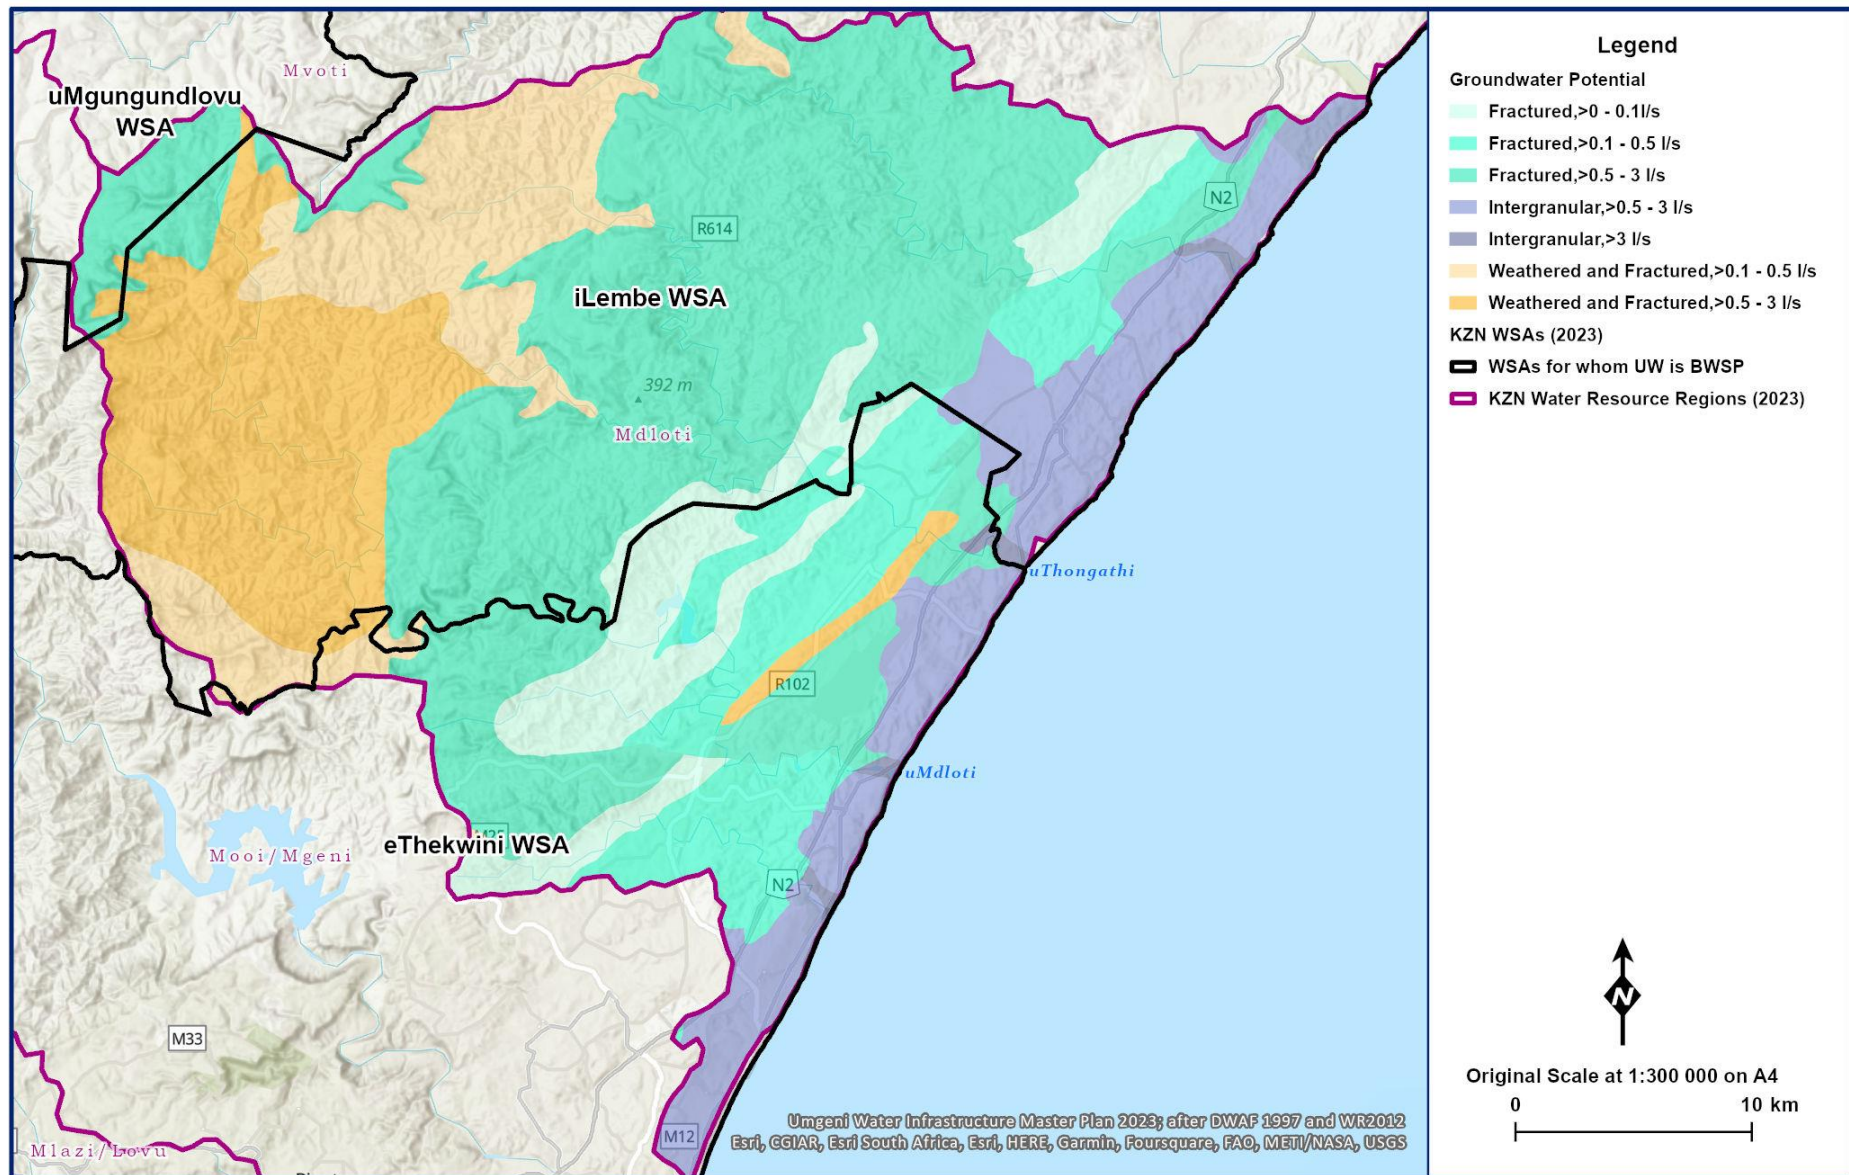 Mvoti
uMgungundlovu
WSA
N2
R614
iLembe WSA
392 m
Mdloti
uThongathi
R102
uMdloti
eThekwini WSA
Mooi/Mgeni
N2
M33
M12
Mlazi/Lovu
Umgeni Water Infrastructure Master Plan 2023; after DWAF 1997 and WR2012
Esri, CGIAR, Esri South Africa, Esri, HERE, Garmin, Foursquare, FAO, METI/NASA, USGS
Legend
Groundwater Potential
Fractured,>0 - 0.1l/s
Fractured,>0.1 - 0.5 l/s
Fractured,>0.5 - 3 l/s
Intergranular,>0.5 - 3 l/s
Intergranular,>3 l/s
Weathered and Fractured,>0.1 - 0.5 l/s
Weathered and Fractured,>0.5 - 3 l/s
KZN WSAs (2023)
WSAs for whom UW is BWSP
KZN Water Resource Regions (2023)
N
Original Scale at 1:300 000 on A4
0 10 km